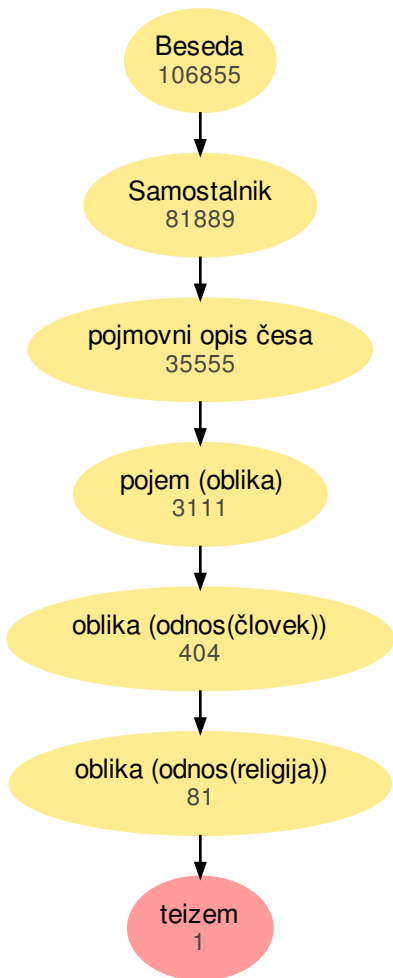 Beseda
106855
Samostalnik
81889
pojmovni opis česa
35555
pojem (oblika)
3111
oblika (odnos(človek))
404
oblika (odnos(religija))
81
teizem
1